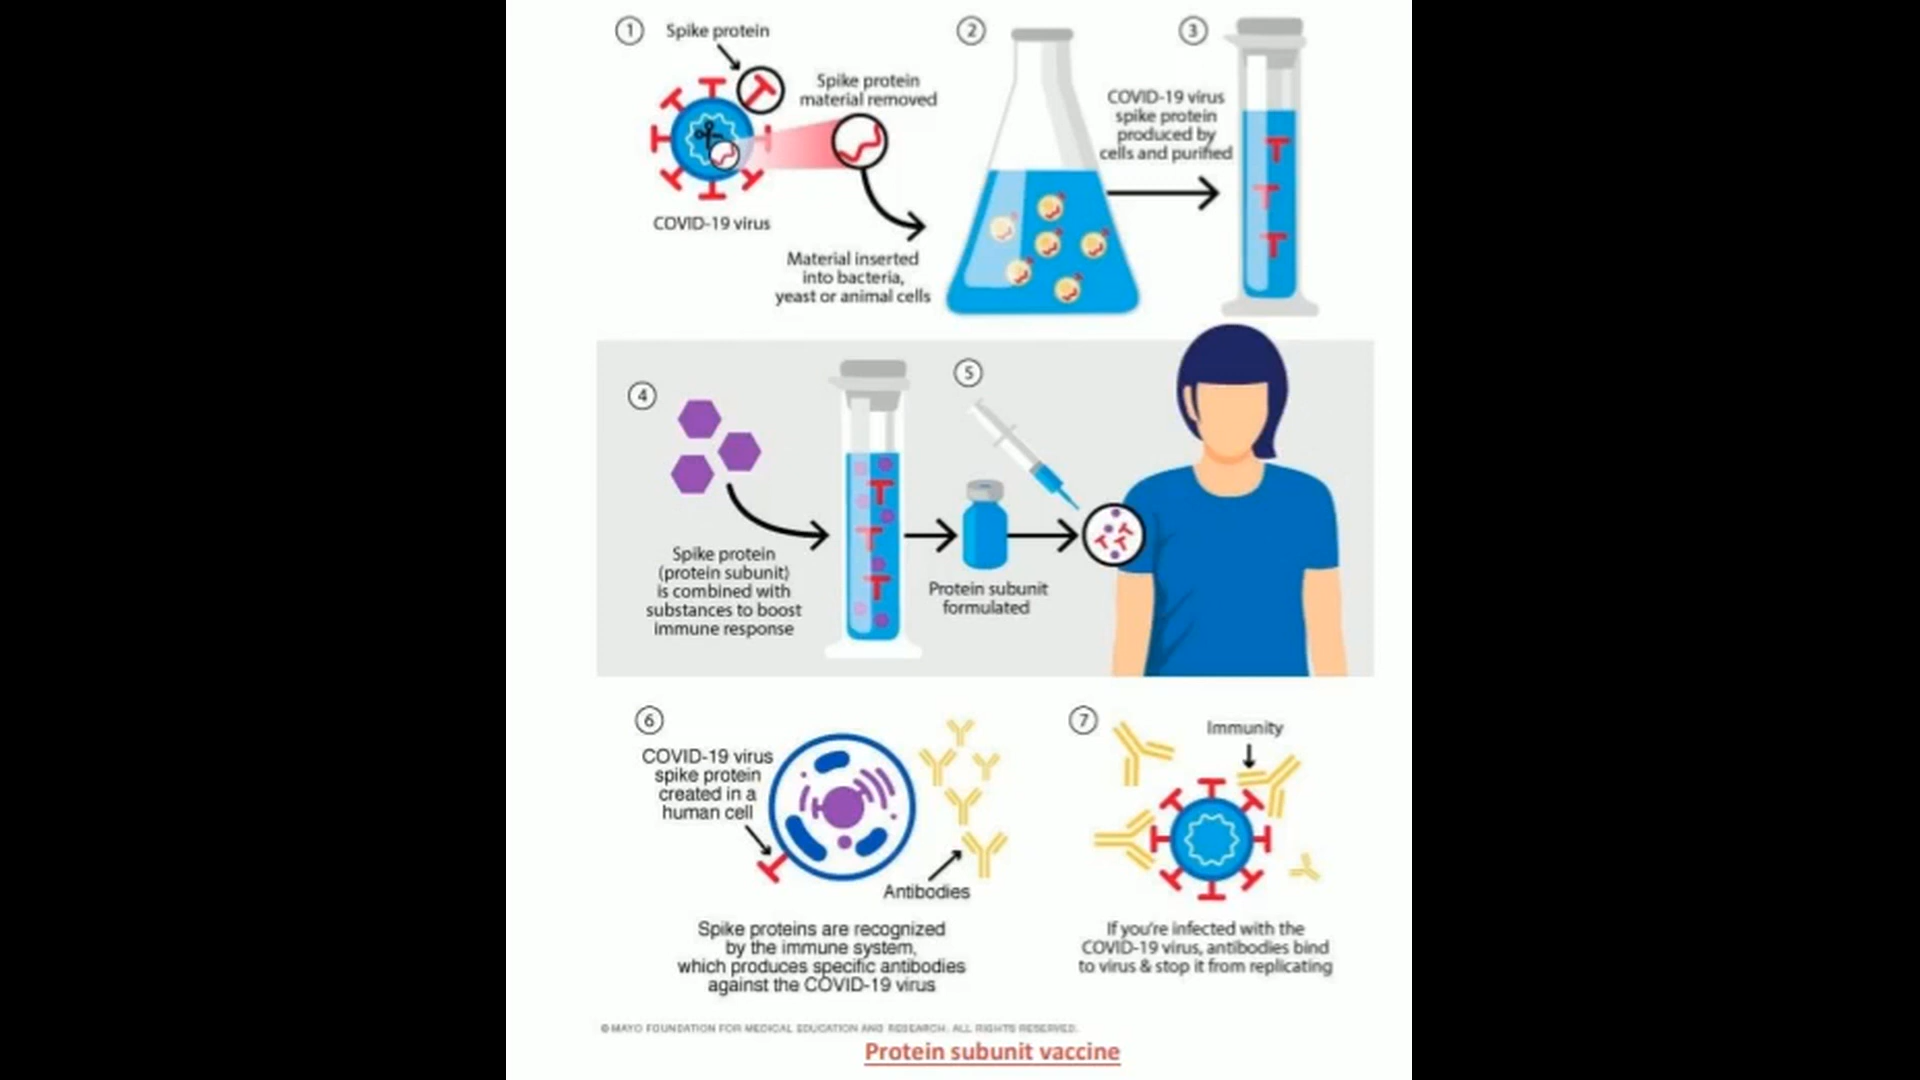 1
Spike protein
Spike protein
material removed
COVID-19 virus
Material inserted
into bacteria,
yeast or animal cells
2
3
COVID-19 virus
spike protein
produced by
cells and purified
4
Spike protein
(protein subunit)
is combined with
substances to boost
immune response
5
Protein subunit
formulated
6
COVID-19 virus
spike protein
created in a
human cell
Antibodies
Spike proteins are recognized
by the immune system,
which produces specific antibodies
against the COVID-19 virus
7
Immunity
If you're infected with the
COVID-19 virus, antibodies bind
to virus & stop it from replicating
© MAYO FOUNDATION FOR MEDICAL EDUCATION AND RESEARCH. ALL RIGHTS RESERVED.
Protein subunit vaccine